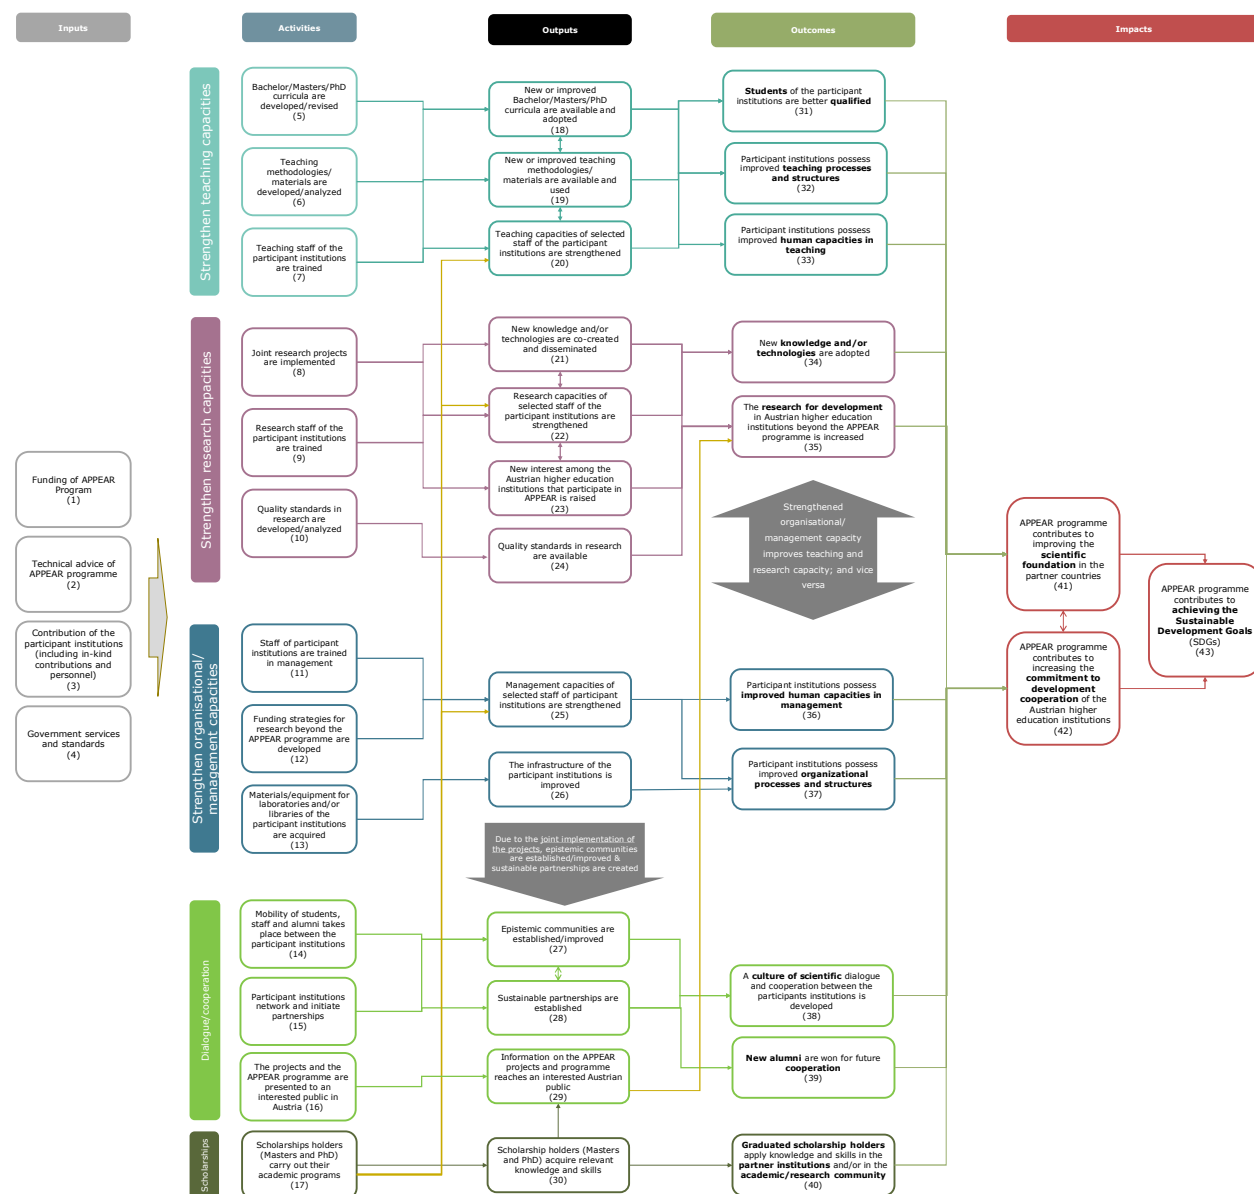 Inputs
Activities
Outputs
Outcomes
Impacts
Strengthen teaching capacities
Bachelor/Masters/PhD
curricula are
developed/revised
(5)
Teaching
methodologies/
materials are
developed/analyzed
(6)
Teaching staff of the
participant institutions
are trained
(7)
New or improved
Bachelor/Masters/PhD
curricula are available and
adopted
(18)
New or improved teaching
methodologies/
materials are available and
used
(19)
Teaching capacities of selected
staff of the participant
institutions are strengthened
(20)
Students of the participant
institutions are better qualified
(31)
Participant institutions possess
improved teaching processes
and structures
(32)
Participant institutions possess
improved human capacities in
teaching
(33)
Strengthen research capacities
Joint research projects
are implemented
(8)
Research staff of the
participant institutions
are trained
(9)
Quality standards in
research are
developed/analyzed
(10)
New knowledge and/or
technologies are co-created
and disseminated
(21)
Research capacities of
selected staff of the
participant institutions are
strengthened
(22)
New interest among the
Austrian higher education
institutions that participate in
APPEAR is raised
(23)
Quality standards in research
are available
(24)
New knowledge and/or
technologies are adopted
(34)
The research for development
in Austrian higher education
institutions beyond the APPEAR
programme is increased
(35)
Strengthened
organisational/
management capacity
improves teaching and
research capacity; and vice
versa
Funding of APPEAR
Program
(1)
Technical advice of
APPEAR programme
(2)
Contribution of the
participant institutions
(including in-kind
contributions and
personnel)
(3)
Government services
and standards
(4)
Strengthen organisational/
management capacities
Staff of participant
institutions are trained
in management
(11)
Funding strategies for
research beyond the
APPEAR programme are
developed
(12)
Materials/equipment for
laboratories and/or
libraries of the
participant institutions
are acquired
(13)
Management capacities of
selected staff of participant
institutions are strengthened
(25)
The infrastructure of the
participant institutions is
improved
(26)
Participant institutions possess
improved human capacities in
management
(36)
Participant institutions possess
improved organizational
processes and structures
(37)
APPEAR programme
contributes to
improving the
scientific
foundation in the
partner countries
(41)
APPEAR programme
contributes to
increasing the
commitment to
development
cooperation of the
Austrian higher
education institutions
(42)
APPEAR programme
contributes to
achieving the
Sustainable
Development Goals
(SDGs)
(43)
Due to the joint implementation of
the projects, epistemic communities
are established/improved &
sustainable partnerships are created
Dialogue/cooperation
Mobility of students,
staff and alumni takes
place between the
participant institutions
(14)
Participant institutions
network and initiate
partnerships
(15)
The projects and the
APPEAR programme are
presented to an
interested public in
Austria (16)
Epistemic communities are
established/improved
(27)
Sustainable partnerships are
established
(28)
Information on the APPEAR
projects and programme
reaches an interested Austrian
public
(29)
A culture of scientific dialogue
and cooperation between the
participants institutions is
developed
(38)
New alumni are won for future
cooperation
(39)
Scholarships
Scholarships holders
(Masters and PhD)
carry out their
academic programs
(17)
Scholarship holders (Masters
and PhD) acquire relevant
knowledge and skills
(30)
Graduated scholarship holders
apply knowledge and skills in the
partner institutions and/or in the
academic/research community
(40)